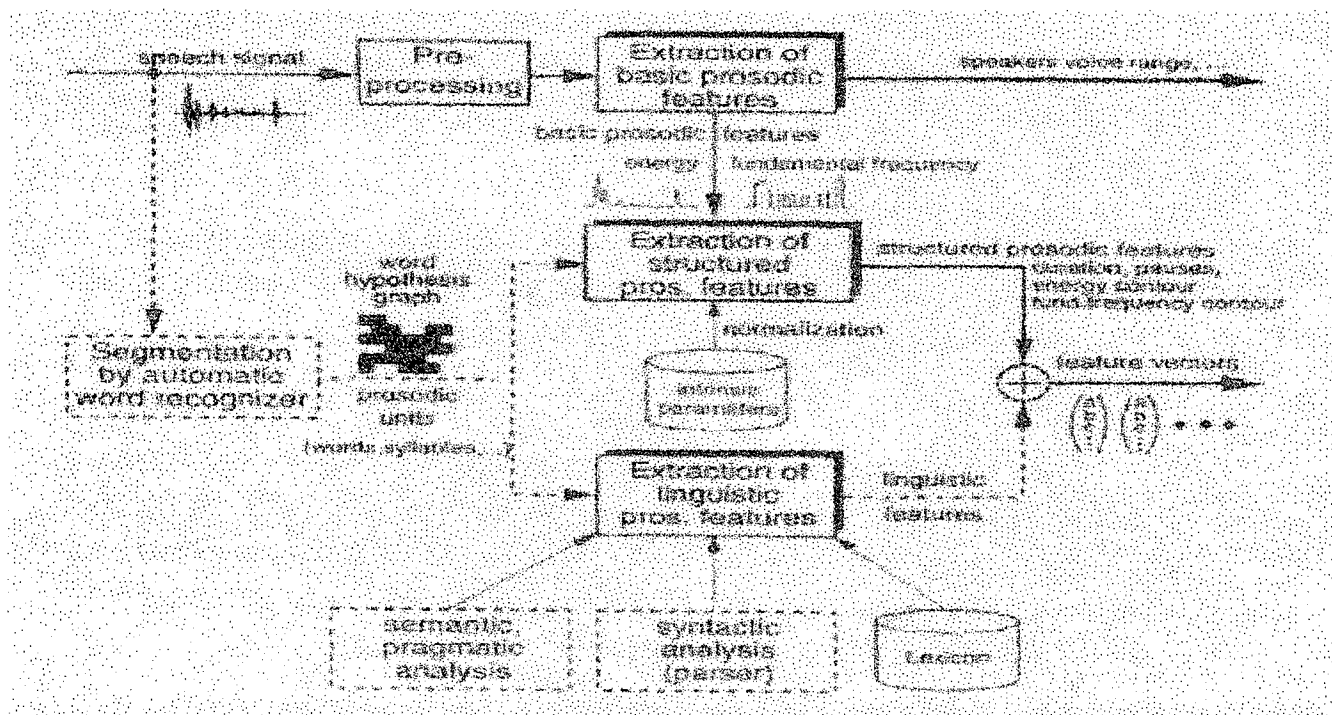 speech signal
Pre-
processing
Extraction of
basic prosodic
features
speakers voice range, ...
basic prosodic features
energy fundamental frequency
Extraction of
structured
pros. features
structured prosodic features
duration, pauses,
energy contour
fund frequency contour
word
hypothesis
graph
normalization
Segmentation
by automatic
word recognizer
prosodic
units
(words syllables, ...)
intrinsic
parameters
feature vectors
Extraction of
linguistic
pros. features
linguistic
features
semantic,
pragmatic
analysis
syntactic
analysis
(parser)
Lexicon